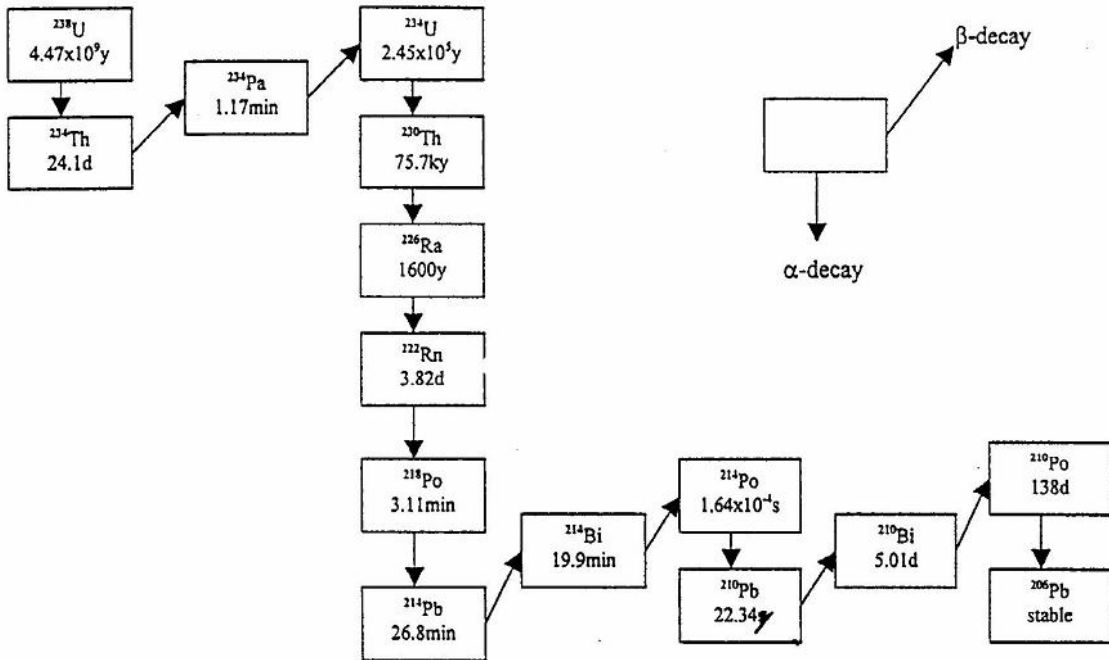 ²³⁸U
4.47x10⁹y
²³⁴Th
24.1d
²³⁴Pa
1.17min
²³⁴U
2.45x10⁵y
²³⁰Th
75.7ky
²²⁶Ra
1600y
²²²Rn
3.82d
²¹⁸Po
3.11min
²¹⁴Pb
26.8min
²¹⁴Bi
19.9min
²¹⁴Po
1.64x10⁻⁴s
²¹⁰Pb
22.34y
²¹⁰Bi
5.01d
²¹⁰Po
138d
²⁰⁶Pb
stable
β-decay
α-decay